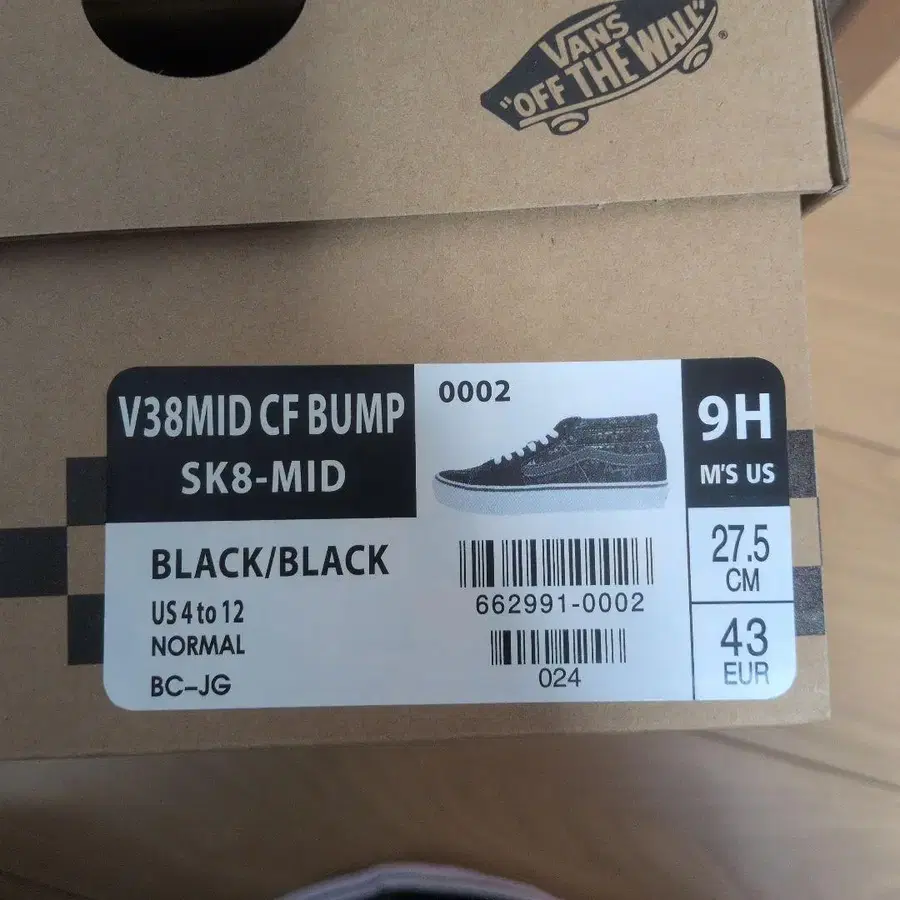 VANS
"OFF THE WALL"
®
V38MID CF BUMP
SK8-MID
0002
9H
M'S US
BLACK/BLACK
US 4 to 12
NORMAL
BC-JG
662991-0002
024
27.5
CM
43
EUR